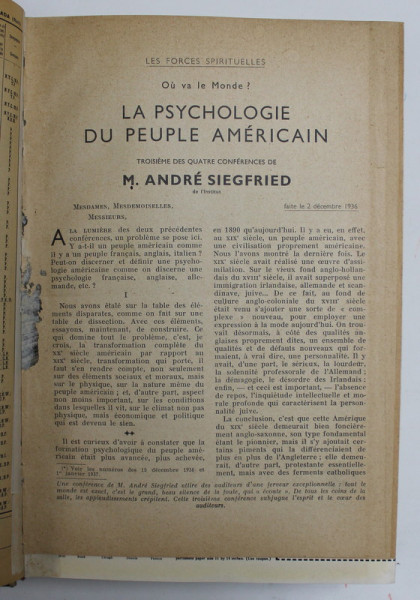 LES FORCES SPIRITUELLES
Où va le Monde ?
LA PSYCHOLOGIE
DU PEUPLE AMÉRICAIN
TROISIÈME DES QUATRE CONFÉRENCES DE
M. ANDRÉ SIEGFRIED
de l'Institut
MESDAMES, MESDEMOISELLES,
MESSIEURS,
faite le 2 décembre 1936
A LA LUMIÈRE des deux précédentes
conférences, un problème se pose ici.
Y a-t-il un peuple américain comme
il y a un peuple français, anglais, italien ?
Peut-on discerner et définir une psycho-
logie américaine comme on discerne une
psychologie française, anglaise, alle-
mande, etc. ?
Nous avons étalé sur la table des élé-
ments disparates, comme on fait sur une
table de dissection. Avec ces éléments,
essayons, maintenant, de construire. Ce
qui domine tout le problème, c'est, je
crois, la transformation complète du
XXe siècle américain par rapport au
XIXe siècle, transformation qui porte, il
faut s'en rendre compte, non seulement
sur des éléments sociaux et moraux, mais
sur le physique, sur la nature même du
peuple américain ; et, d'autre part, aspect
non moins important, sur les conditions
dans lesquelles il vit, sur le climat non pas
physique, mais économique et politique
qui est devenu le sien.
Il est curieux d'avoir à constater que la
formation psychologique du peuple amé-
ricain était plus avancée, plus achevée,
(*) Voir les numéros des 15 décembre 1936 et
1er janvier 1937.
en 1800 qu'aujourd'hui. Il y a eu, en effet,
au XIXe siècle, un peuple américain, avec
une civilisation proprement américaine.
Nous l'avons montré la dernière fois. Le
XIXe siècle avait réalisé une œuvre d'assi-
milation. Sur le vieux fond anglo-hollan-
dais du XVIIIe siècle, il avait superposé une
immigration irlandaise, allemande et scan-
dinave, juive... De ce fait, au fond de
culture anglo-coloniale du XVIIIe siècle
était venu s'ajouter une sorte de « com-
plexe » nouveau, pour employer une
expression à la mode aujourd'hui. On trou-
vait désormais, à côté des qualités an-
glaises proprement dites, un ensemble de
qualités et de défauts nouveaux qui for-
maient, à vrai dire, une personnalité. Il y
avait, d'une part, le sérieux, la lourdeur,
la solennité professorale de l'Allemand ;
la démagogie, le désordre des Irlandais ;
enfin, — et ceci est important, — l'absence
de repos, l'inquiétude intellectuelle et mo-
rale profonde qui caractérisent la person-
nalité juive.
La conclusion, c'est que cette Amérique
du XIXe siècle demeurait bien foncière-
ment anglo-saxonne, son type fondamental
étant le pionnier, mais il s'y ajoutait cer-
tains piments qui la différenciaient de
plus en plus de l'Angleterre ; elle demeu-
rait, d'autre part, protestante essentielle-
ment, mais avec des ferments catholiques
Une conférence de M. André Siegfried attire des auditeurs d'une ferveur exceptionnelle : tout le
monde est assis, c'est le grand, beau silence de la foule, qui « écoute ». De tous les coins de la
salle, les applaudissements crépitent. Cette troisième conférence subjugue l'esprit et le cœur des
auditeurs.